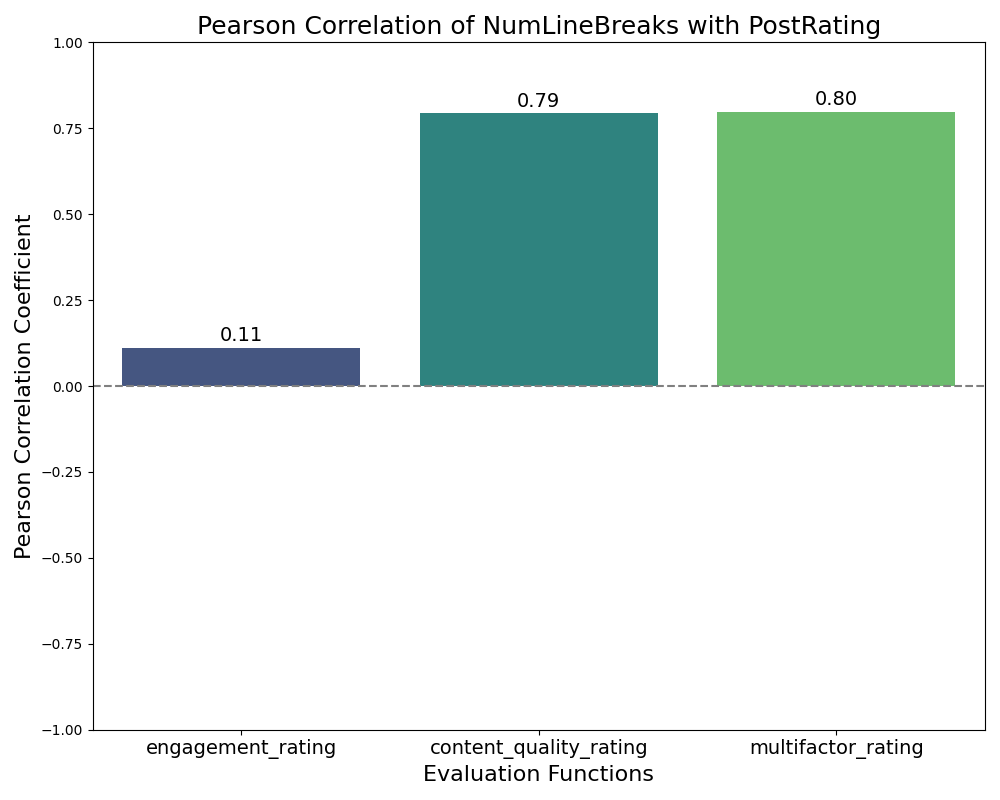 Pearson Correlation of NumLineBreaks with PostRating
1.00
0.75
0.50
0.25
0.00
−0.25
−0.50
−0.75
−1.00
Pearson Correlation Coefficient
0.11
0.79
0.80
engagement_rating
content_quality_rating
multifactor_rating
Evaluation Functions